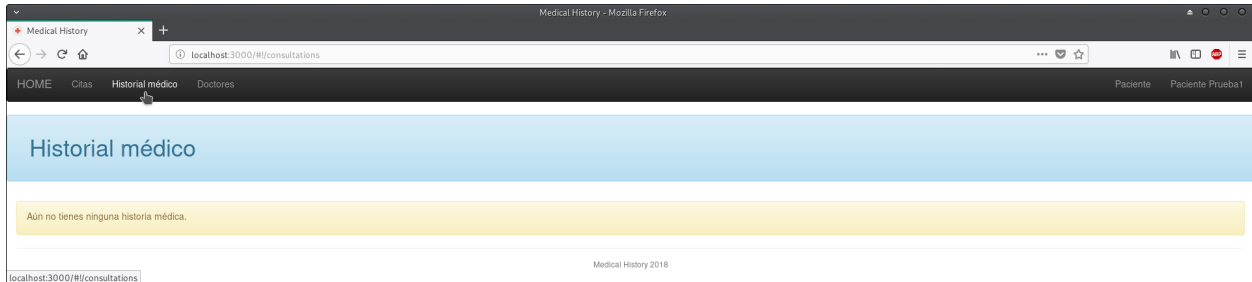 Medical History - Mozilla Firefox
Medical History
localhost:3000/#!/consultations
HOME Citas Historial médico Doctores Paciente Paciente Prueba1
Historial médico
Aún no tienes ninguna historia médica.
Medical History 2018
localhost:3000/#!/consultations